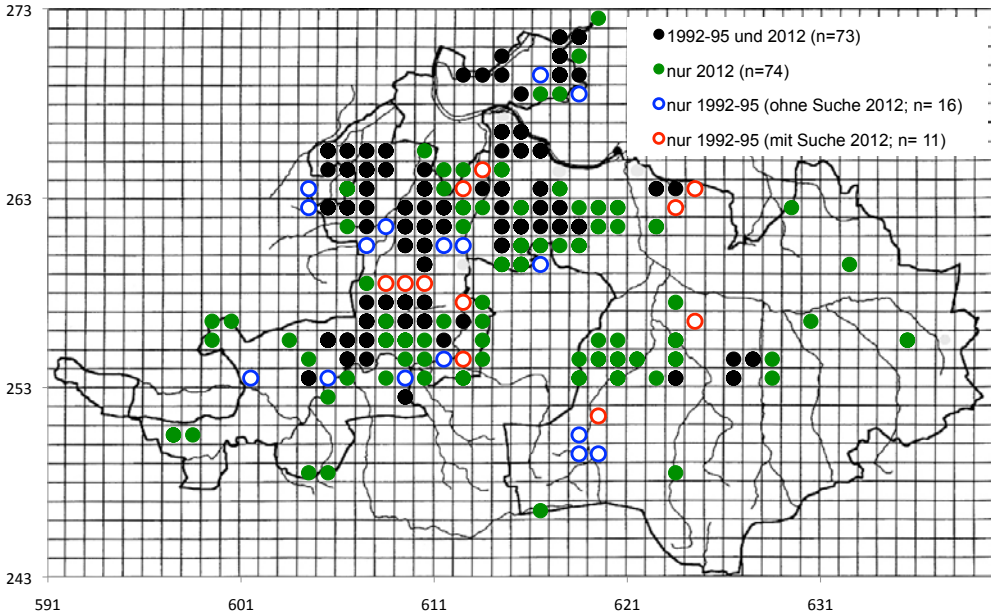 273
1992-95 und 2012 (n=73)
nur 2012 (n=74)
nur 1992-95 (ohne Suche 2012; n= 16)
nur 1992-95 (mit Suche 2012; n= 11)
263
253
243
591 601 611 621 631